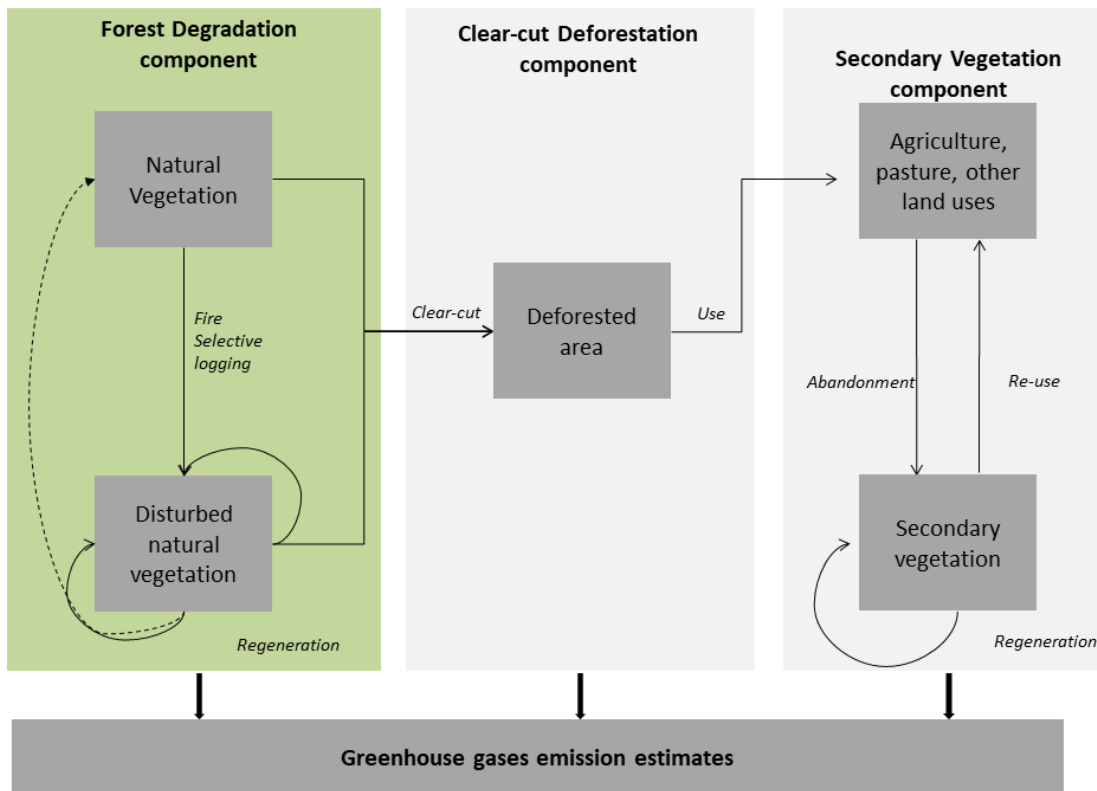 Forest Degradation
component
Natural
Vegetation
Fire
Selective
logging
Disturbed
natural
vegetation
Regeneration
Clear-cut Deforestation
component
Clear-cut
Deforested
area
Use
Secondary Vegetation
component
Agriculture,
pasture, other
land uses
Abandonment
Re-use
Secondary
vegetation
Regeneration
Greenhouse gases emission estimates